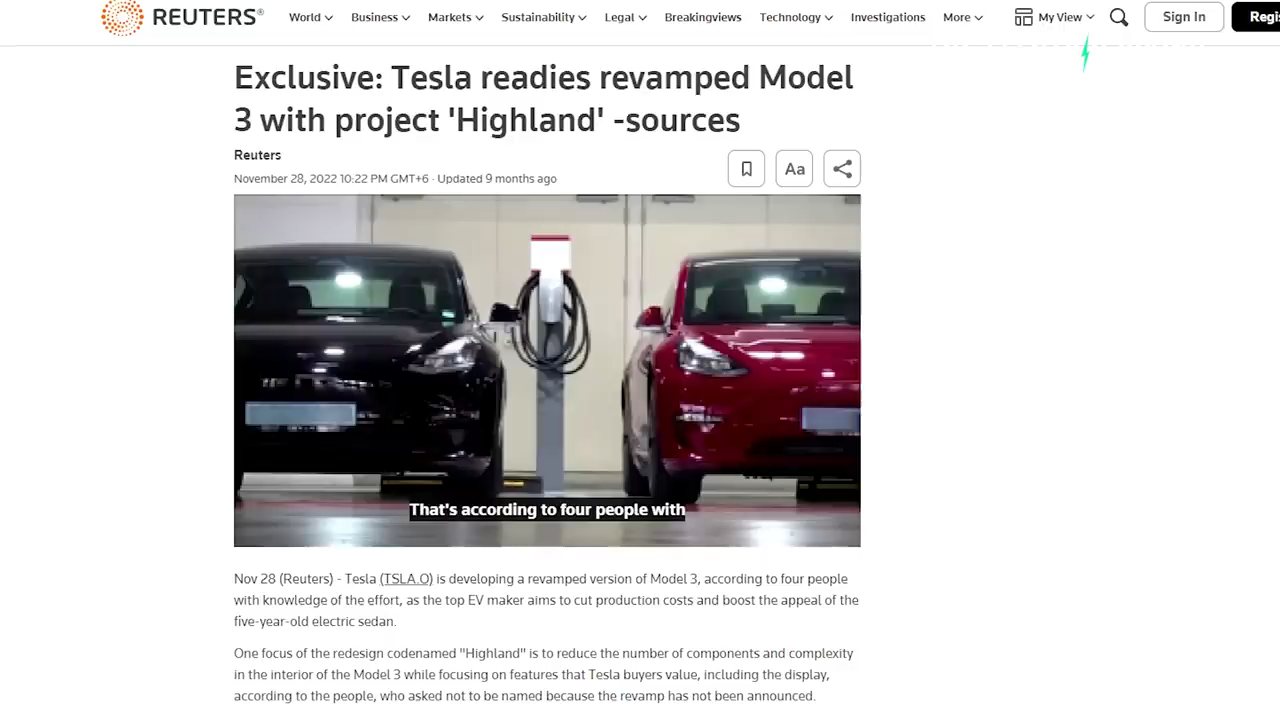 REUTERS®
World Business Markets Sustainability Legal Breakingviews Technology Investigations More My View Sign In Regi
Exclusive: Tesla readies revamped Model
3 with project 'Highland' -sources
Reuters
November 28, 2022 10:22 PM GMT+6 · Updated 9 months ago
Aa
That's according to four people with
Nov 28 (Reuters) - Tesla (TSLA.O) is developing a revamped version of Model 3, according to four people
with knowledge of the effort, as the top EV maker aims to cut production costs and boost the appeal of the
five-year-old electric sedan.
One focus of the redesign codenamed "Highland" is to reduce the number of components and complexity
in the interior of the Model 3 while focusing on features that Tesla buyers value, including the display,
according to the people, who asked not to be named because the revamp has not been announced.